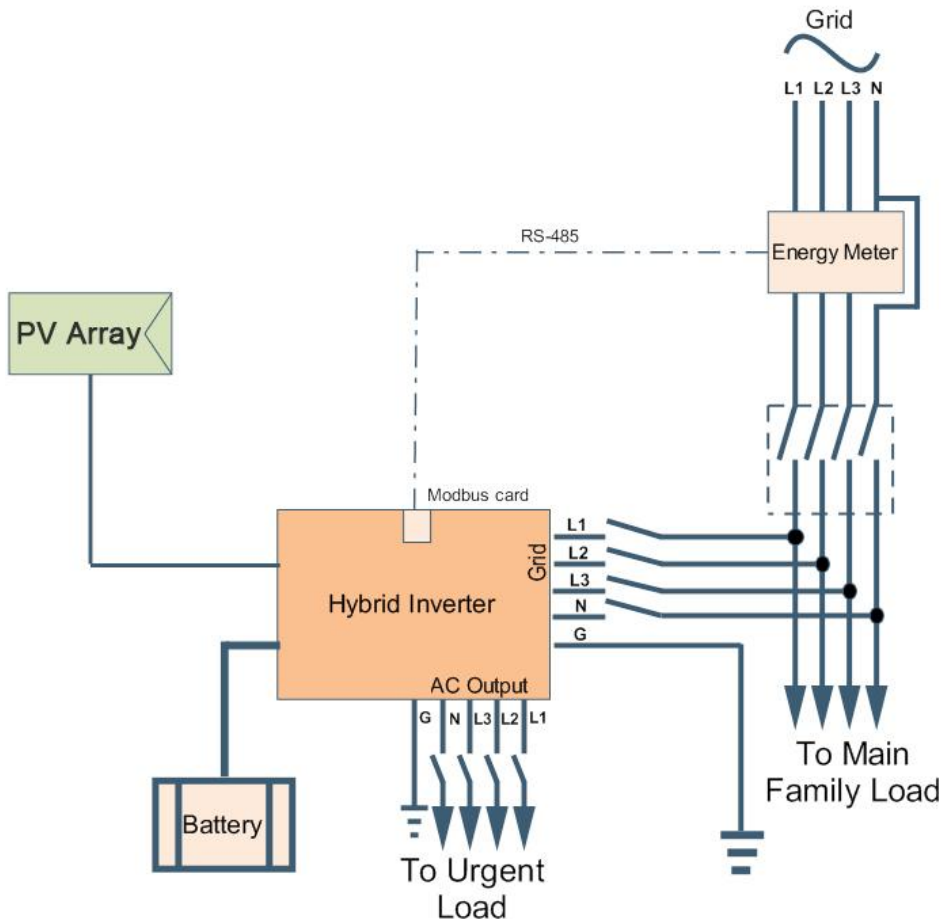 Grid
L1 L2 L3 N
RS-485
Energy Meter
PV Array
Modbus card
L1
L2
L3
N
G
Grid
Hybrid Inverter
AC Output
G N L3 L2 L1
To Main
Family Load
Battery
To Urgent
Load